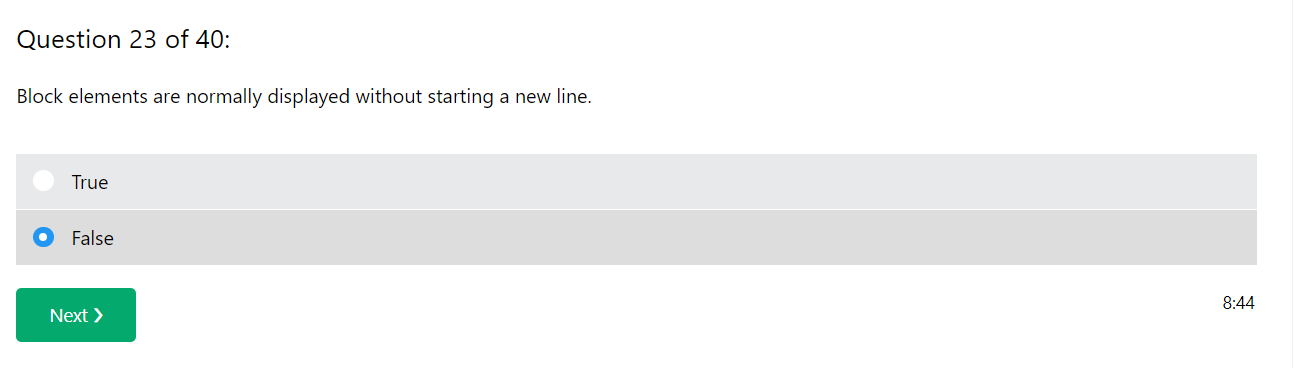 Question 23 of 40:
Block elements are normally displayed without starting a new line.
True
False
Next ❯
8:44